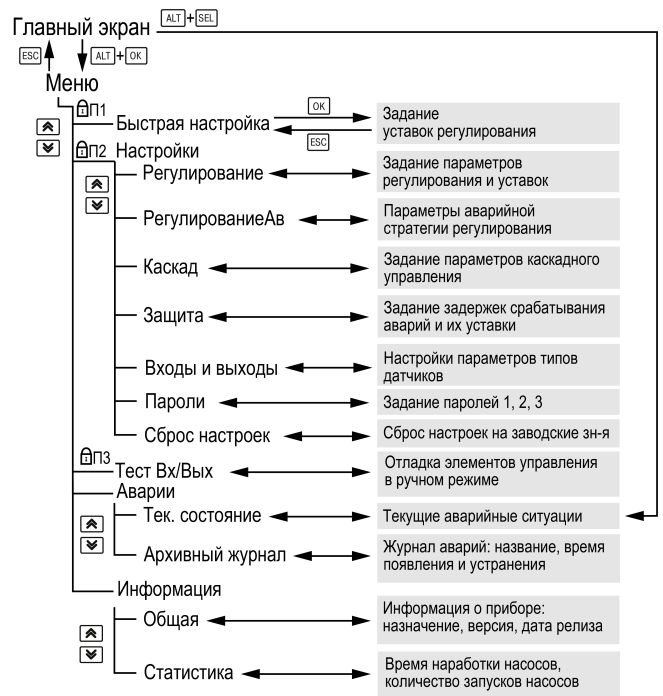 Главный экран
ALT+SEL
ESC
ALT+OK
Меню
П1
Быстрая настройка
OK
ESC
Задание
уставок регулирования
П2 Настройки
Регулирование
Задание параметров
регулирования и уставок
РегулированиеАв
Параметры аварийной
стратегии регулирования
Каскад
Задание параметров каскадного
управления
Защита
Задание задержек срабатывания
аварий и их уставки
Входы и выходы
Настройки параметров типов
датчиков
Пароли
Задание паролей 1, 2, 3
Сброс настроек
Сброс настроек на заводские зн-я
П3
Тест Вх/Вых
Отладка элементов управления
в ручном режиме
Аварии
Тек. состояние
Текущие аварийные ситуации
Архивный журнал
Журнал аварий: название, время
появления и устранения
Информация
Общая
Информация о приборе:
назначение, версия, дата релиза
Статистика
Время наработки насосов,
количество запусков насосов